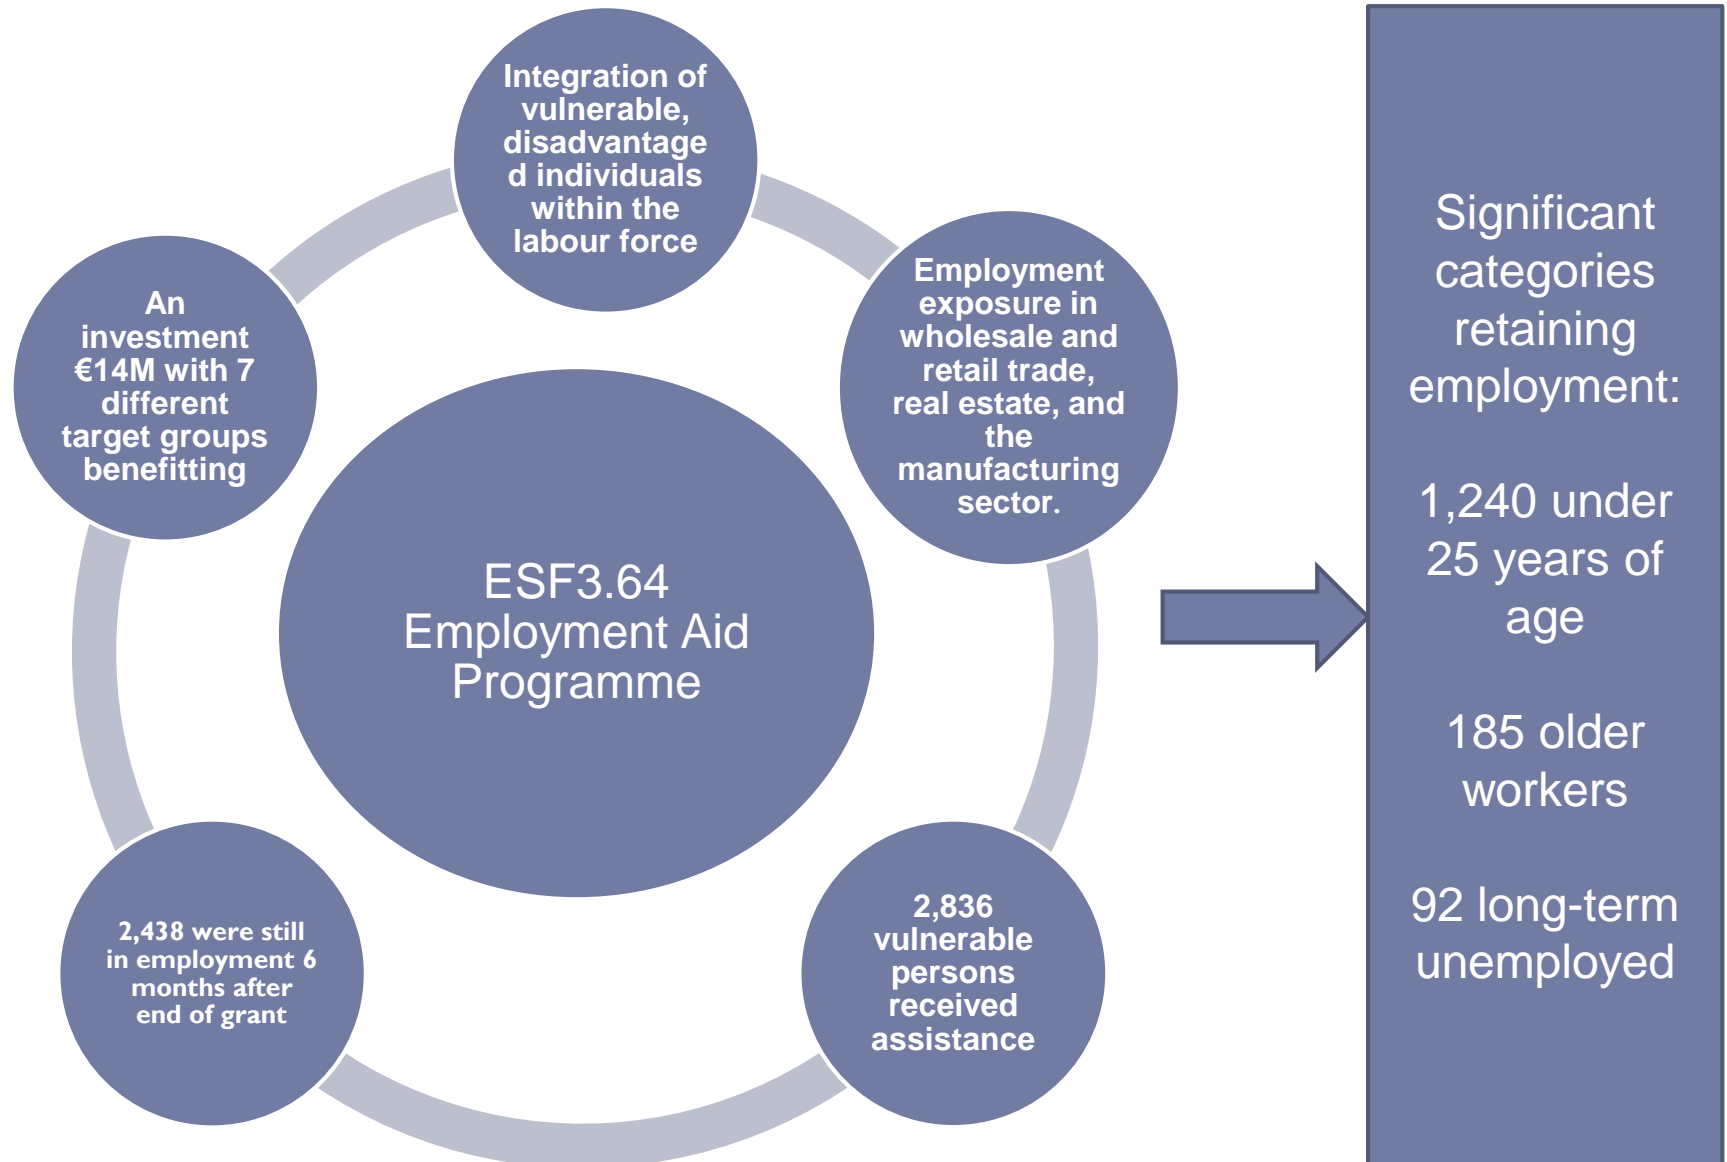 Integration of
vulnerable,
disadvantage
d individuals
within the
labour force
Employment
exposure in
wholesale and
retail trade,
real estate, and
the
manufacturing
sector.
2,836
vulnerable
persons
received
assistance
2,438 were still
in employment 6
months after
end of grant
An
investment
€14M with 7
different
target groups
benefitting
ESF3.64
Employment Aid
Programme
Significant
categories
retaining
employment:
1,240 under
25 years of
age
185 older
workers
92 long-term
unemployed